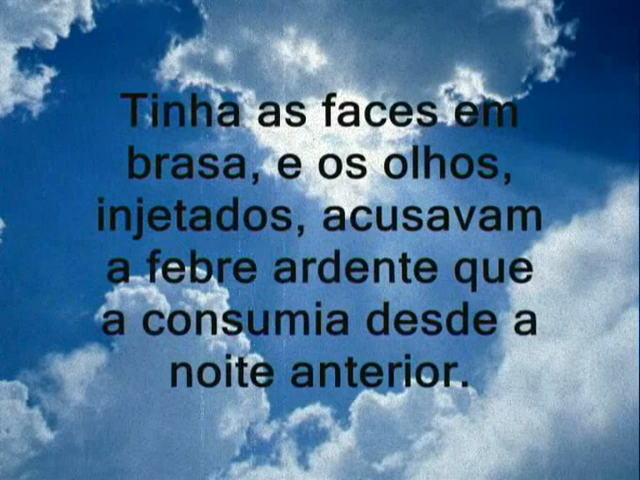 Tinha as faces em
brasa, e os olhos,
injetados, acusavam
a febre ardente que
a consumia desde a
noite anterior.